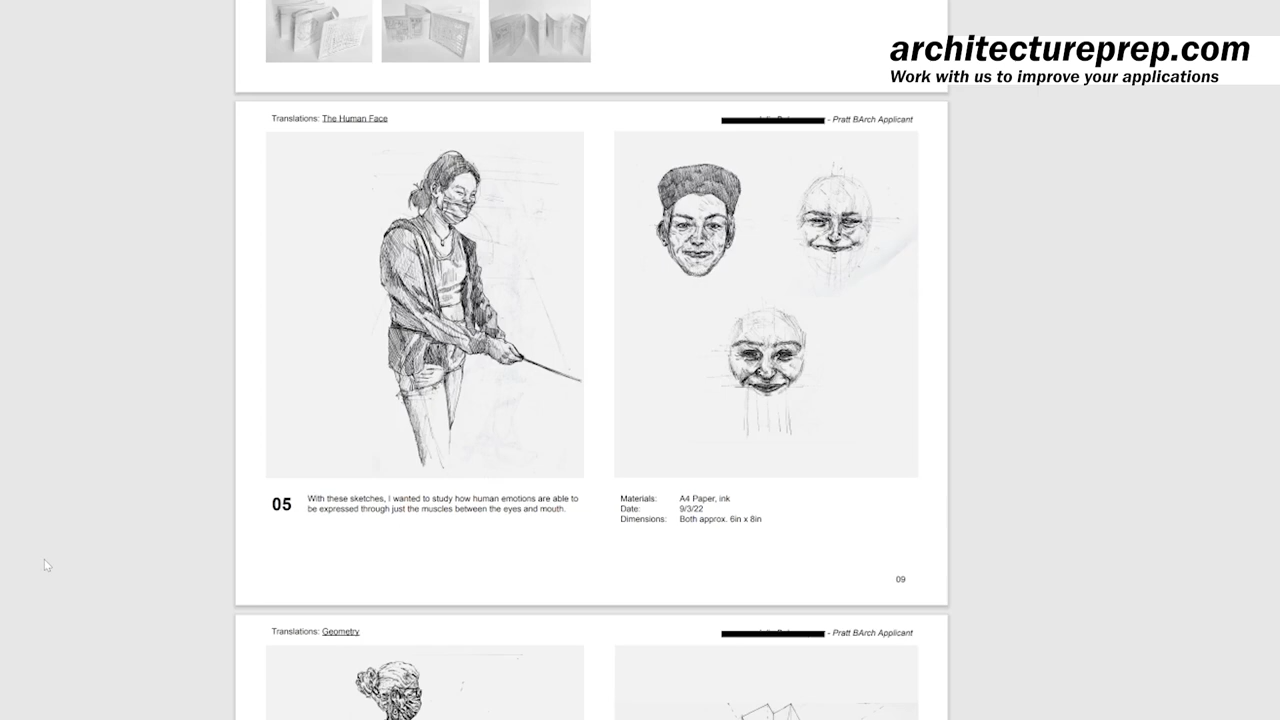 architectureprep.com
Work with us to improve your applications
Translations: The Human Face
- Pratt BArch Applicant
05
With these sketches, I wanted to study how human emotions are able to
be expressed through just the muscles between the eyes and mouth.
Materials: A4 Paper, ink
Date: 9/3/22
Dimensions: Both approx. 6in x 8in
09
Translations: Geometry
- Pratt BArch Applicant